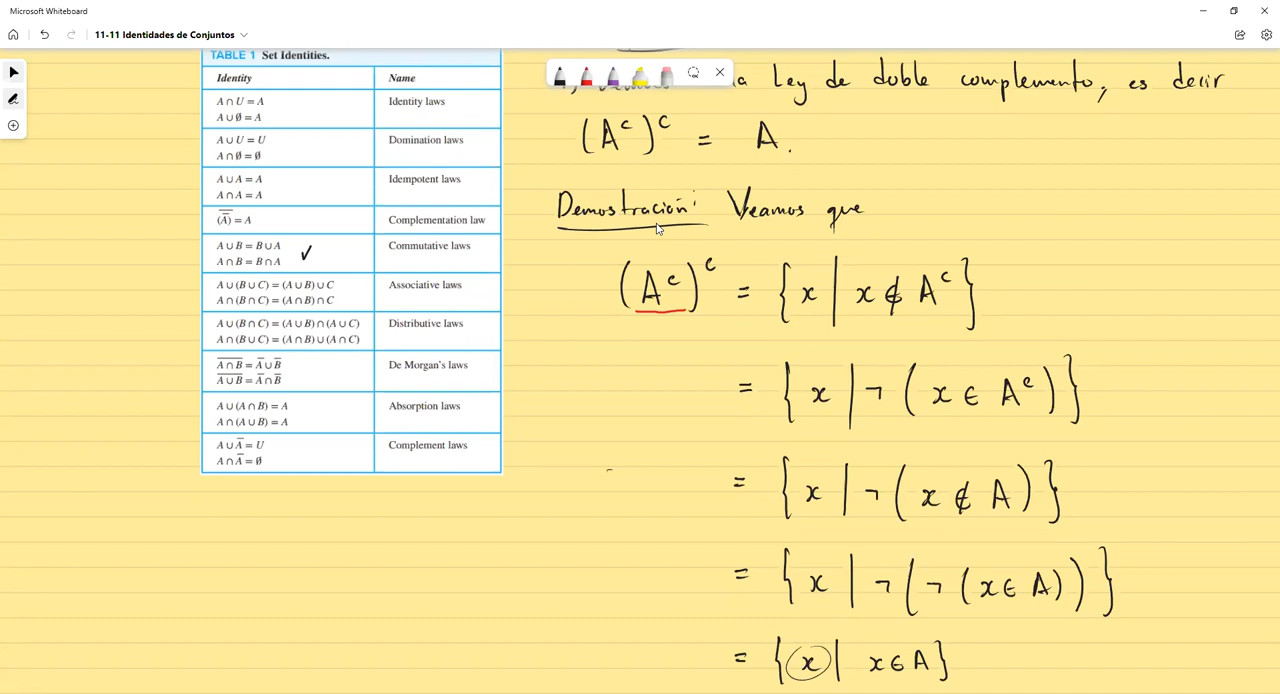 Microsoft Whiteboard
11-11 Identidades de Conjuntos
TABLE 1 Set Identities.
Identity Name
A ∩ U = A Identity laws
A ∪ ∅ = A
A ∪ U = U Domination laws
A ∩ ∅ = ∅
A ∪ A = A Idempotent laws
A ∩ A = A
(A̅)̅ = A Complementation law
A ∪ B = B ∪ A Commutative laws
A ∩ B = B ∩ A ✓
A ∪ (B ∪ C) = (A ∪ B) ∪ C Associative laws
A ∩ (B ∩ C) = (A ∩ B) ∩ C
A ∪ (B ∩ C) = (A ∪ B) ∩ (A ∪ C) Distributive laws
A ∩ (B ∪ C) = (A ∩ B) ∪ (A ∩ C)
A̅ ̅∩̅ ̅B̅ = A̅ ∪ B̅ De Morgan's laws
A̅ ̅∪̅ ̅B̅ = A̅ ∩ B̅
A ∪ (A ∩ B) = A Absorption laws
A ∩ (A ∪ B) = A
A ∪ A̅ = U Complement laws
A ∩ A̅ = ∅
la Ley de doble complemento, es decir
(Aᶜ)ᶜ = A.
Demostración: Veamos que
(Aᶜ)ᶜ = {x | x ∉ Aᶜ}
= {x | ¬(x ∈ Aᶜ)}
= {x | ¬(x ∉ A)}
= {x | ¬(¬(x ∈ A))}
= {x | x ∈ A}